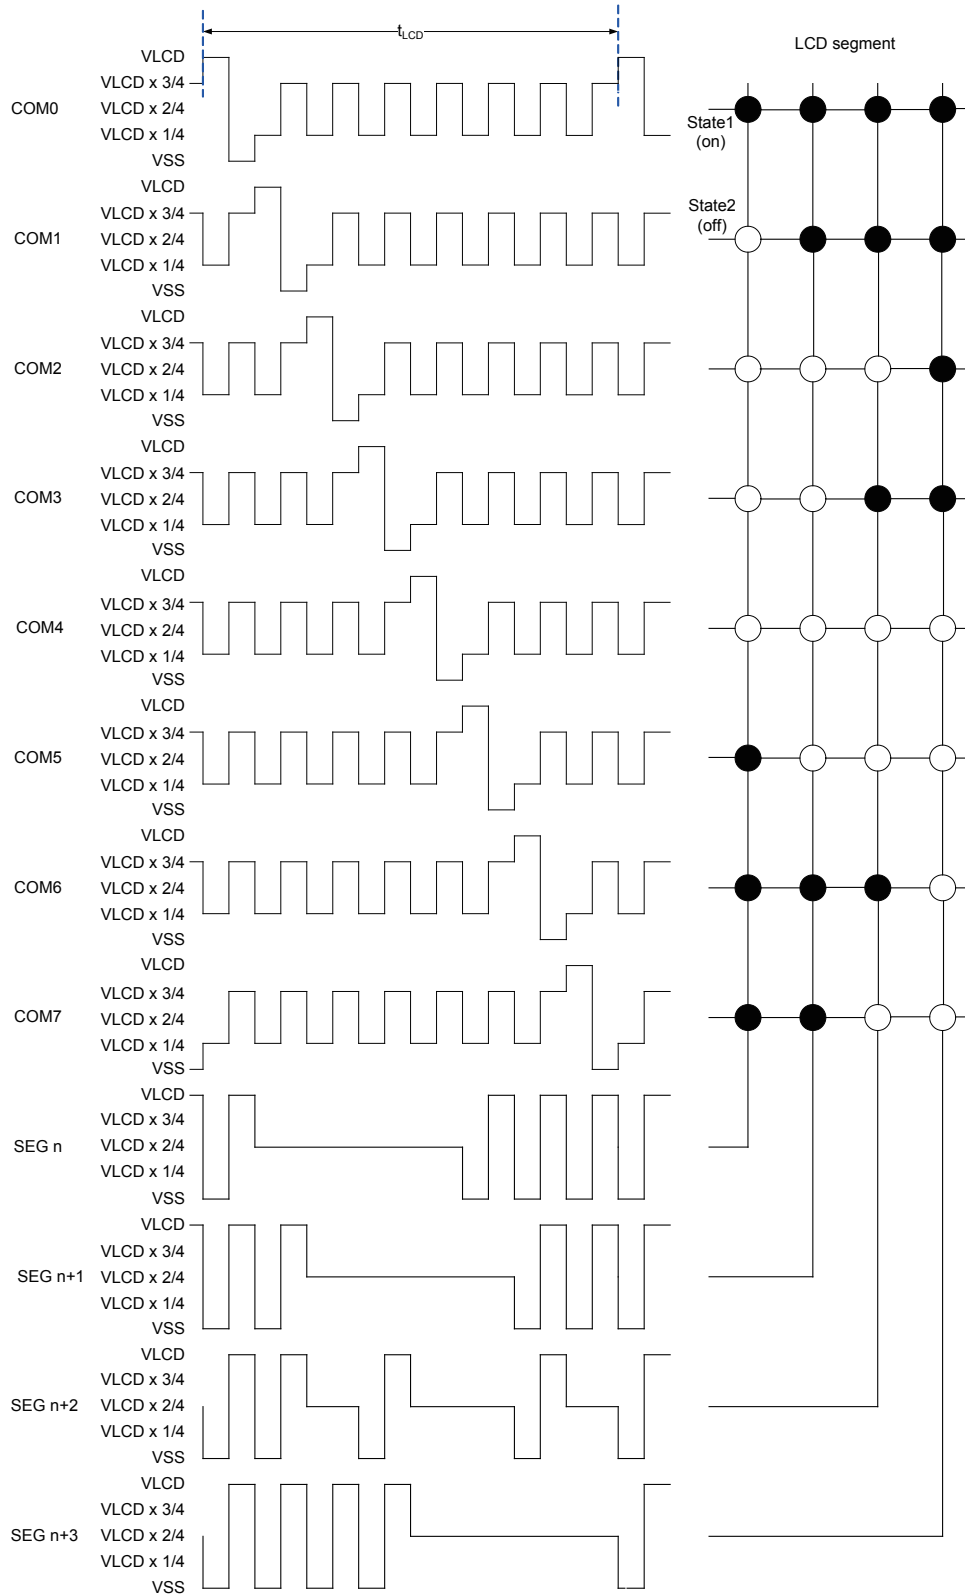 t_LCD
LCD segment
VLCD
VLCD x 3/4
COM0
VLCD x 2/4
VLCD x 1/4
VSS
State1
(on)
VLCD
VLCD x 3/4
COM1
VLCD x 2/4
VLCD x 1/4
VSS
State2
(off)
VLCD
VLCD x 3/4
COM2
VLCD x 2/4
VLCD x 1/4
VSS
VLCD
VLCD x 3/4
COM3
VLCD x 2/4
VLCD x 1/4
VSS
VLCD
VLCD x 3/4
COM4
VLCD x 2/4
VLCD x 1/4
VSS
VLCD
VLCD x 3/4
COM5
VLCD x 2/4
VLCD x 1/4
VSS
VLCD
VLCD x 3/4
COM6
VLCD x 2/4
VLCD x 1/4
VSS
VLCD
VLCD x 3/4
COM7
VLCD x 2/4
VLCD x 1/4
VSS
VLCD
VLCD x 3/4
SEG n
VLCD x 2/4
VLCD x 1/4
VSS
VLCD
VLCD x 3/4
SEG n+1
VLCD x 2/4
VLCD x 1/4
VSS
VLCD
VLCD x 3/4
SEG n+2
VLCD x 2/4
VLCD x 1/4
VSS
VLCD
VLCD x 3/4
SEG n+3
VLCD x 2/4
VLCD x 1/4
VSS